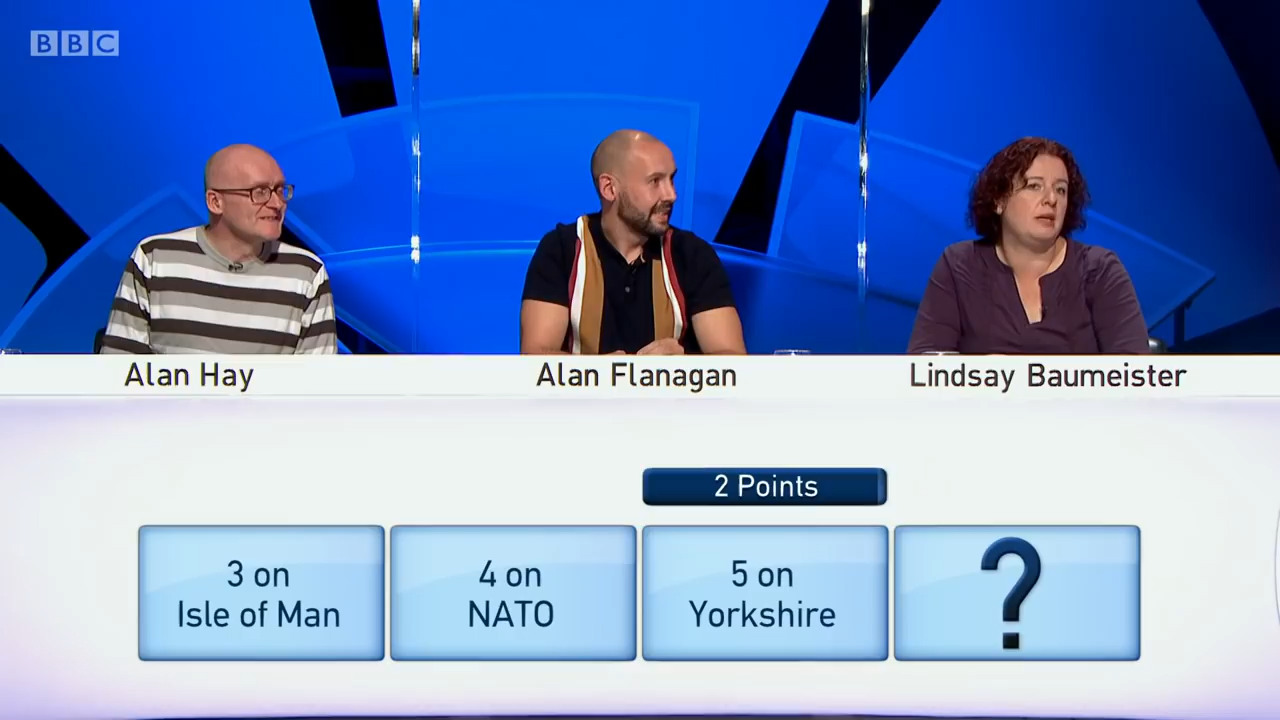 BBC
Alan Hay
Alan Flanagan
Lindsay Baumeister
2 Points
3 on
Isle of Man
4 on
NATO
5 on
Yorkshire
?